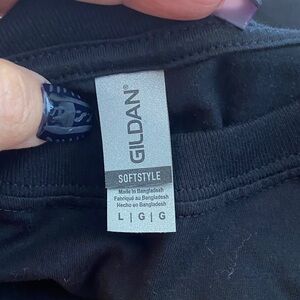 GILDAN®
SOFTSTYLE
Made in Bangladesh
Fabriqué au Bangladesh
Hecho en Bangladesh
L | G | G